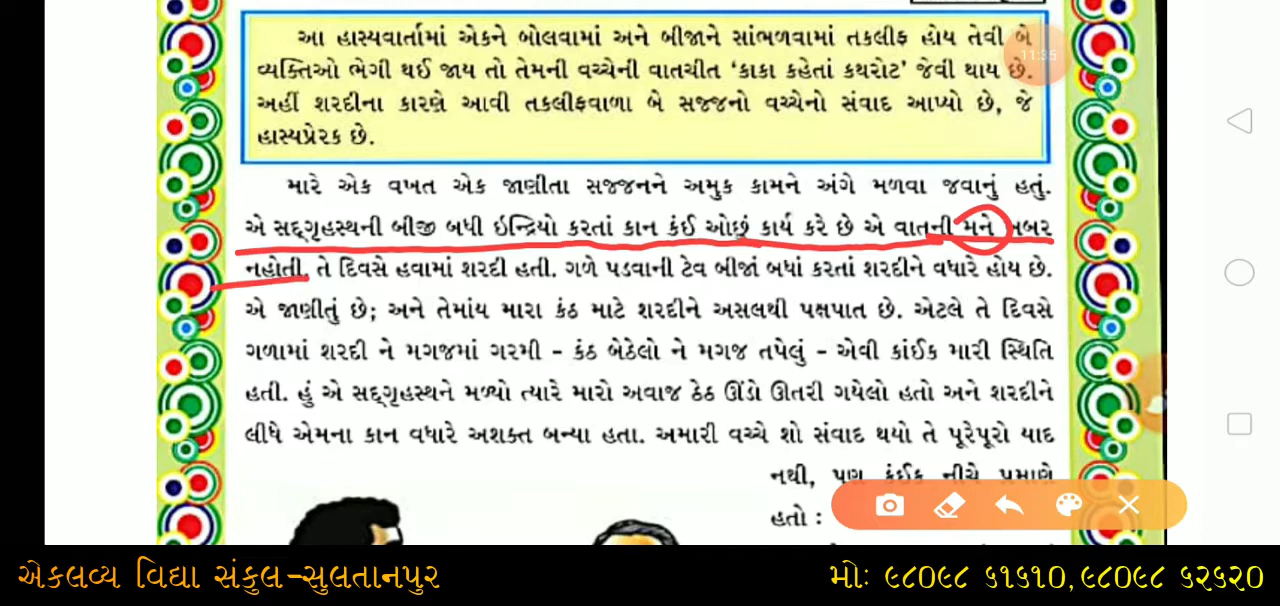 આ હાસ્યવાર્તામાં એકને બોલવામાં અને બીજાને સાંભળવામાં તકલીફ હોય તેવી બે
11:35
વ્યક્તિઓ ભેગી થઈ જાય તો તેમની વચ્ચેની વાતચીત ‘કાકા કહેતાં કથરોટ’ જેવી થાય છે.
અહીં શરદીના કારણે આવી તકલીફવાળા બે સજ્જનો વચ્ચેનો સંવાદ આપ્યો છે, જે
હાસ્યપ્રેરક છે.
મારે એક વખત એક જાણીતા સજ્જનને અમુક કામને અંગે મળવા જવાનું હતું.
એ સદ્ગૃહસ્થની બીજી બધી ઇન્દ્રિયો કરતાં કાન કંઈ ઓછું કાર્ય કરે છે એ વાતની મને ખબર
નહોતી. તે દિવસે હવામાં શરદી હતી. ગળે પડવાની ટેવ બીજાં બધાં કરતાં શરદીને વધારે હોય છે.
એ જાણીતું છે; અને તેમાંય મારા કંઠ માટે શરદીને અસલથી પક્ષપાત છે. એટલે તે દિવસે
ગળામાં શરદી ને મગજમાં ગરમી – કંઠ બેઠેલો ને મગજ તપેલું – એવી કાંઈક મારી સ્થિતિ
હતી. હું એ સદ્ગૃહસ્થને મળ્યો ત્યારે મારો અવાજ ઠેઠ ઊંડો ઊતરી ગયેલો હતો અને શરદીને
લીધે એમના કાન વધારે અશક્ત બન્યા હતા. અમારી વચ્ચે શો સંવાદ થયો તે પૂરેપૂરો યાદ
નથી, પણ કંઈક નીચે પ્રમાણે
હતો :
એકલવ્ય વિદ્યા સંકુલ-સુલતાનપુર
મોઃ ૯૮૦૯૮ ૬૧૬૧૦,૯૮૦૯૮ ૬૨૬૨૦